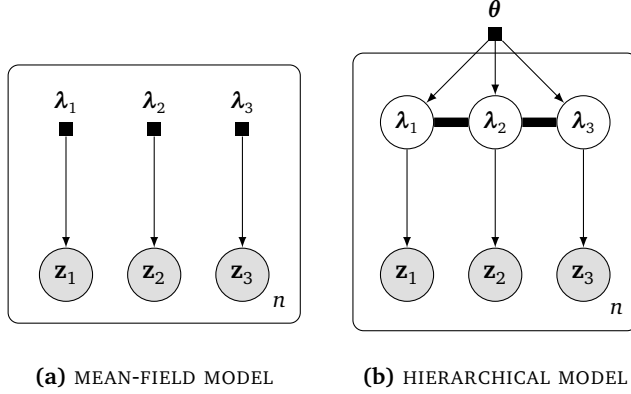 θ
λ₁ λ₂ λ₃
λ₁ λ₂ λ₃
z₁ z₂ z₃ n
z₁ z₂ z₃ n
(a) MEAN-FIELD MODEL
(b) HIERARCHICAL MODEL